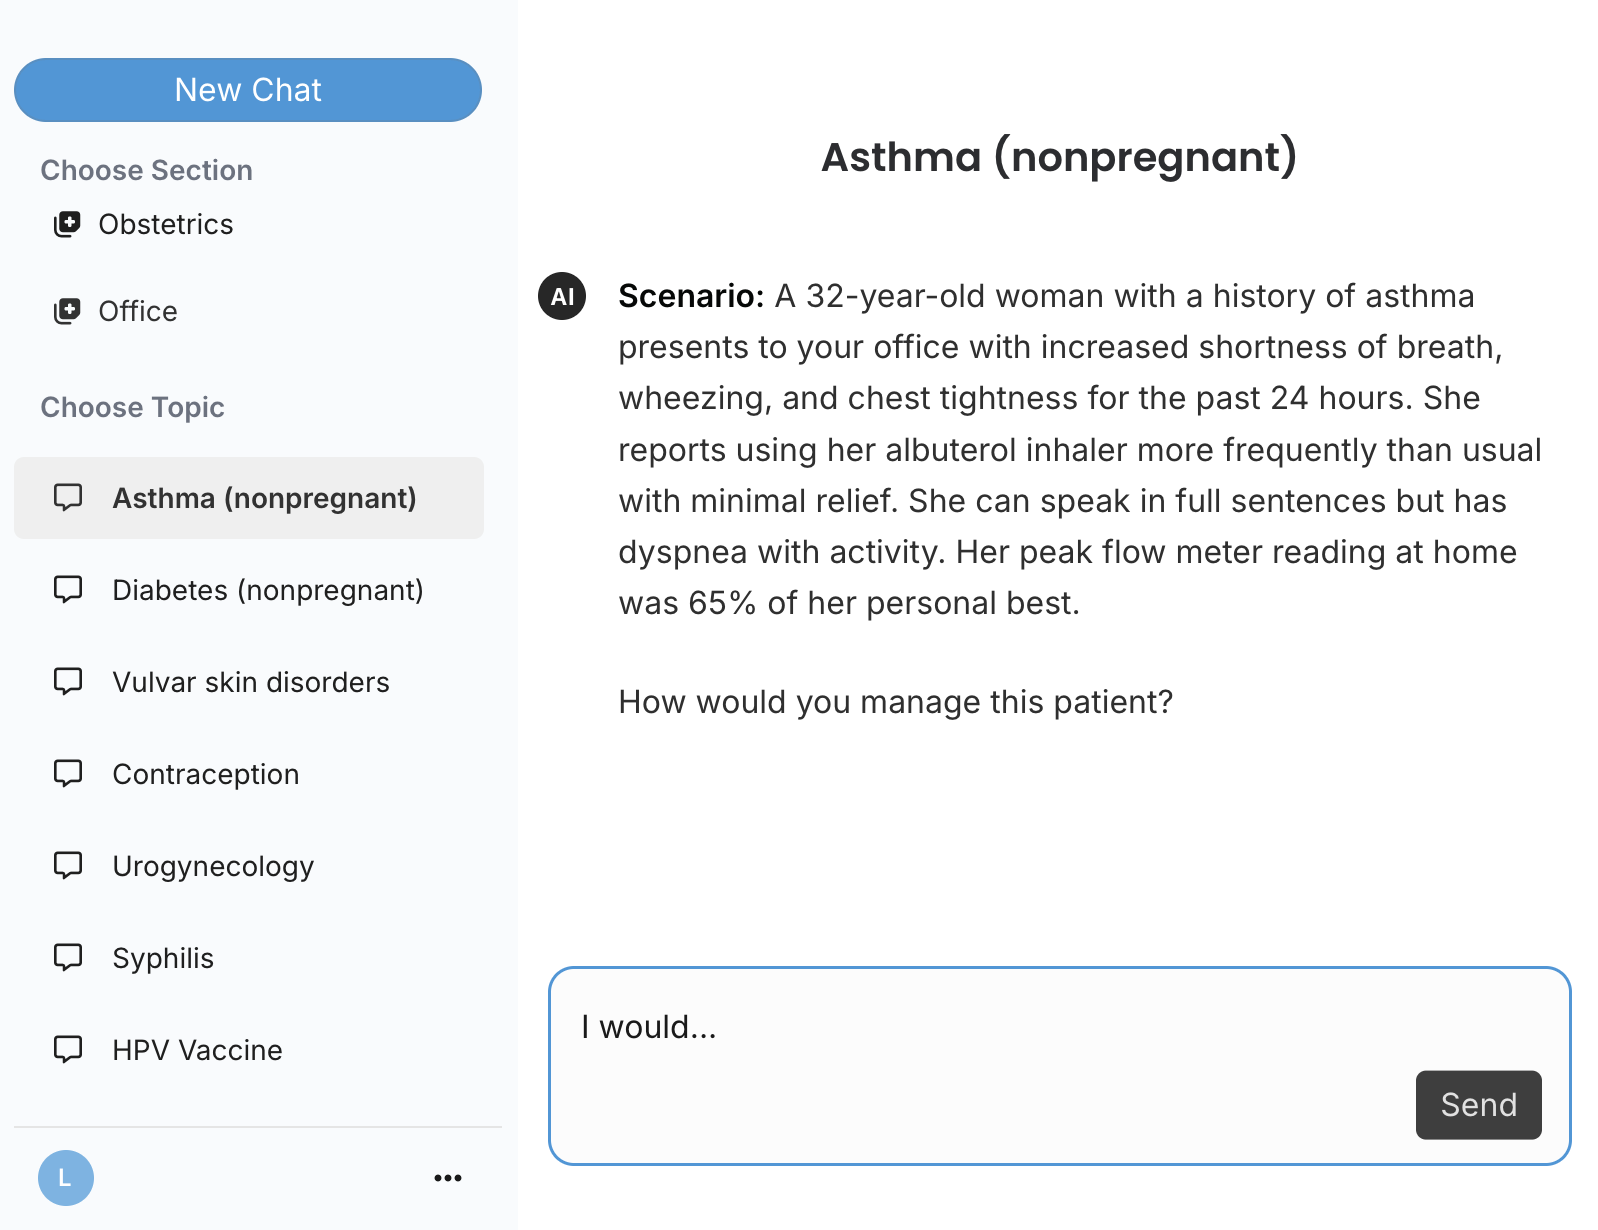 New Chat
Choose Section
Obstetrics
Office
Choose Topic
Asthma (nonpregnant)
Diabetes (nonpregnant)
Vulvar skin disorders
Contraception
Urogynecology
Syphilis
HPV Vaccine
L
Asthma (nonpregnant)
AI
Scenario: A 32-year-old woman with a history of asthma
presents to your office with increased shortness of breath,
wheezing, and chest tightness for the past 24 hours. She
reports using her albuterol inhaler more frequently than usual
with minimal relief. She can speak in full sentences but has
dyspnea with activity. Her peak flow meter reading at home
was 65% of her personal best.
How would you manage this patient?
I would...
Send